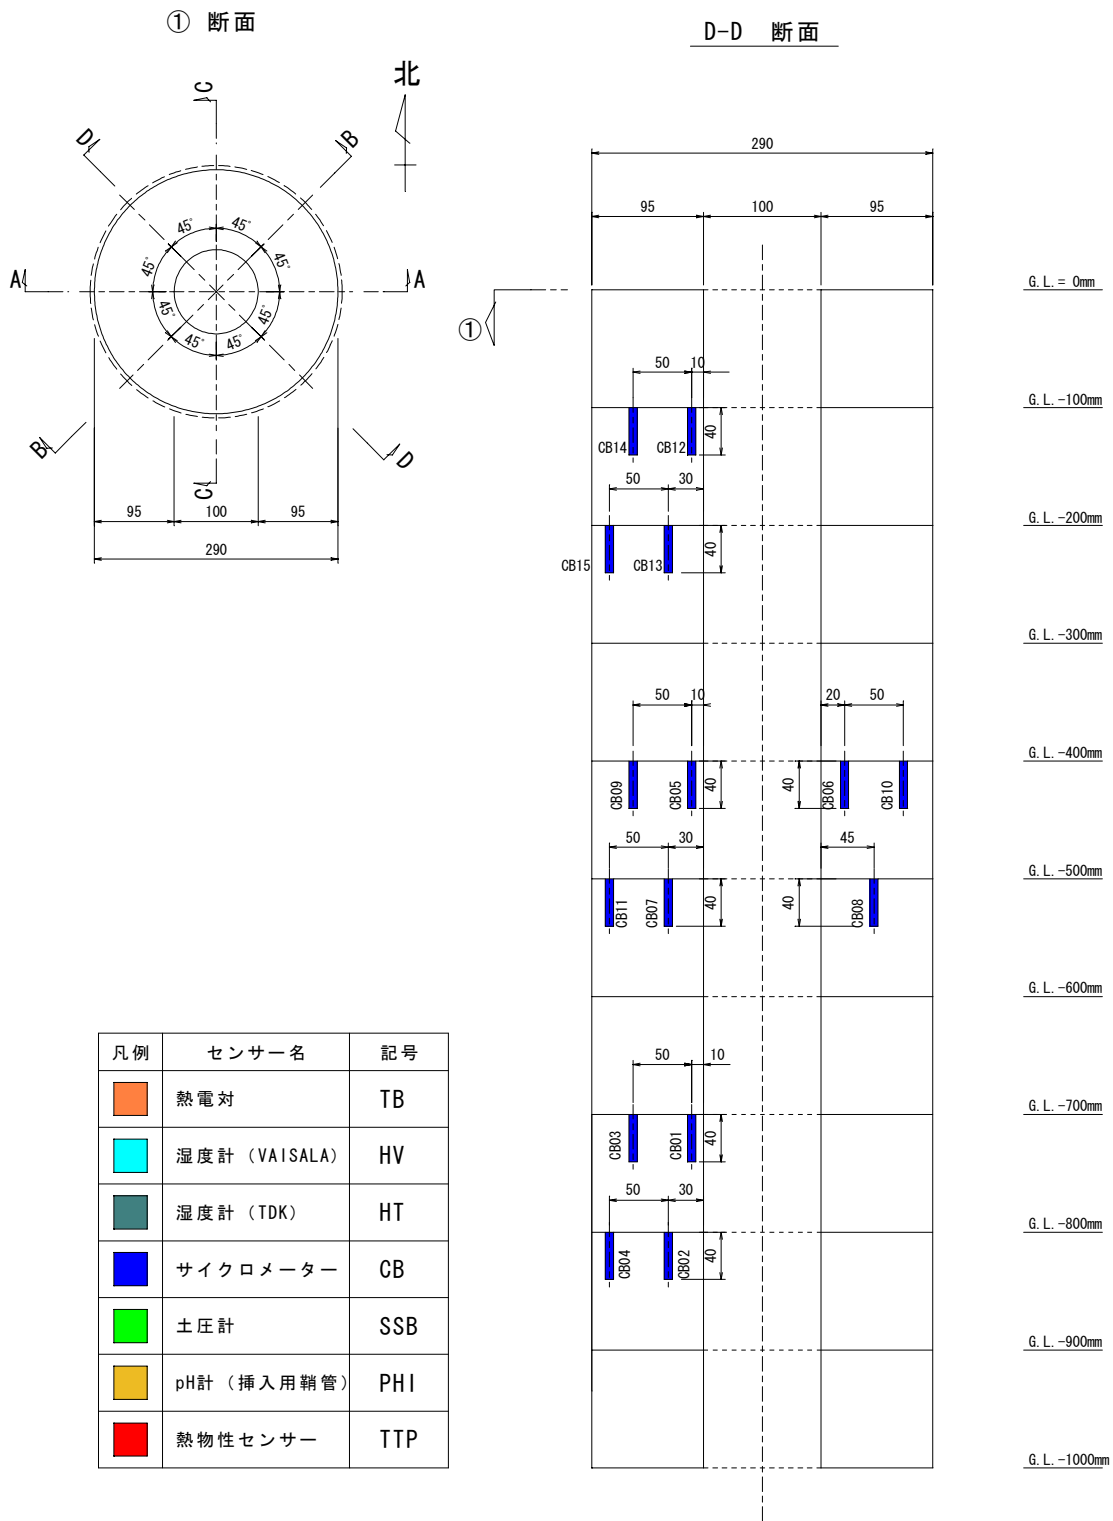 ① 断面
D-D 断面
北
C
D
B
290
95 100 95
45°
45°
45°
45°
A
A
G.L.= 0mm
①
45°
45°
45°
45°
50 10
G.L.-100mm
40
CB14
CB12
B
D
C
50 30
95 100 95
G.L.-200mm
40
290
CB15
CB13
G.L.-300mm
50 10
20 50
G.L.-400mm
CB09
CB05
40
40
CB06
CB10
50 30
45
G.L.-500mm
CB11
CB07
40
40
CB08
G.L.-600mm
50 10
G.L.-700mm
CB03
CB01
40
50 30
G.L.-800mm
CB04
CB02
40
G.L.-900mm
G.L.-1000mm
凡例 センサー名 記号
熱電対 TB
湿度計（VAISALA） HV
湿度計（TDK） HT
サイクロメーター CB
土圧計 SSB
pH計（挿入用鞘管） PHI
熱物性センサー TTP